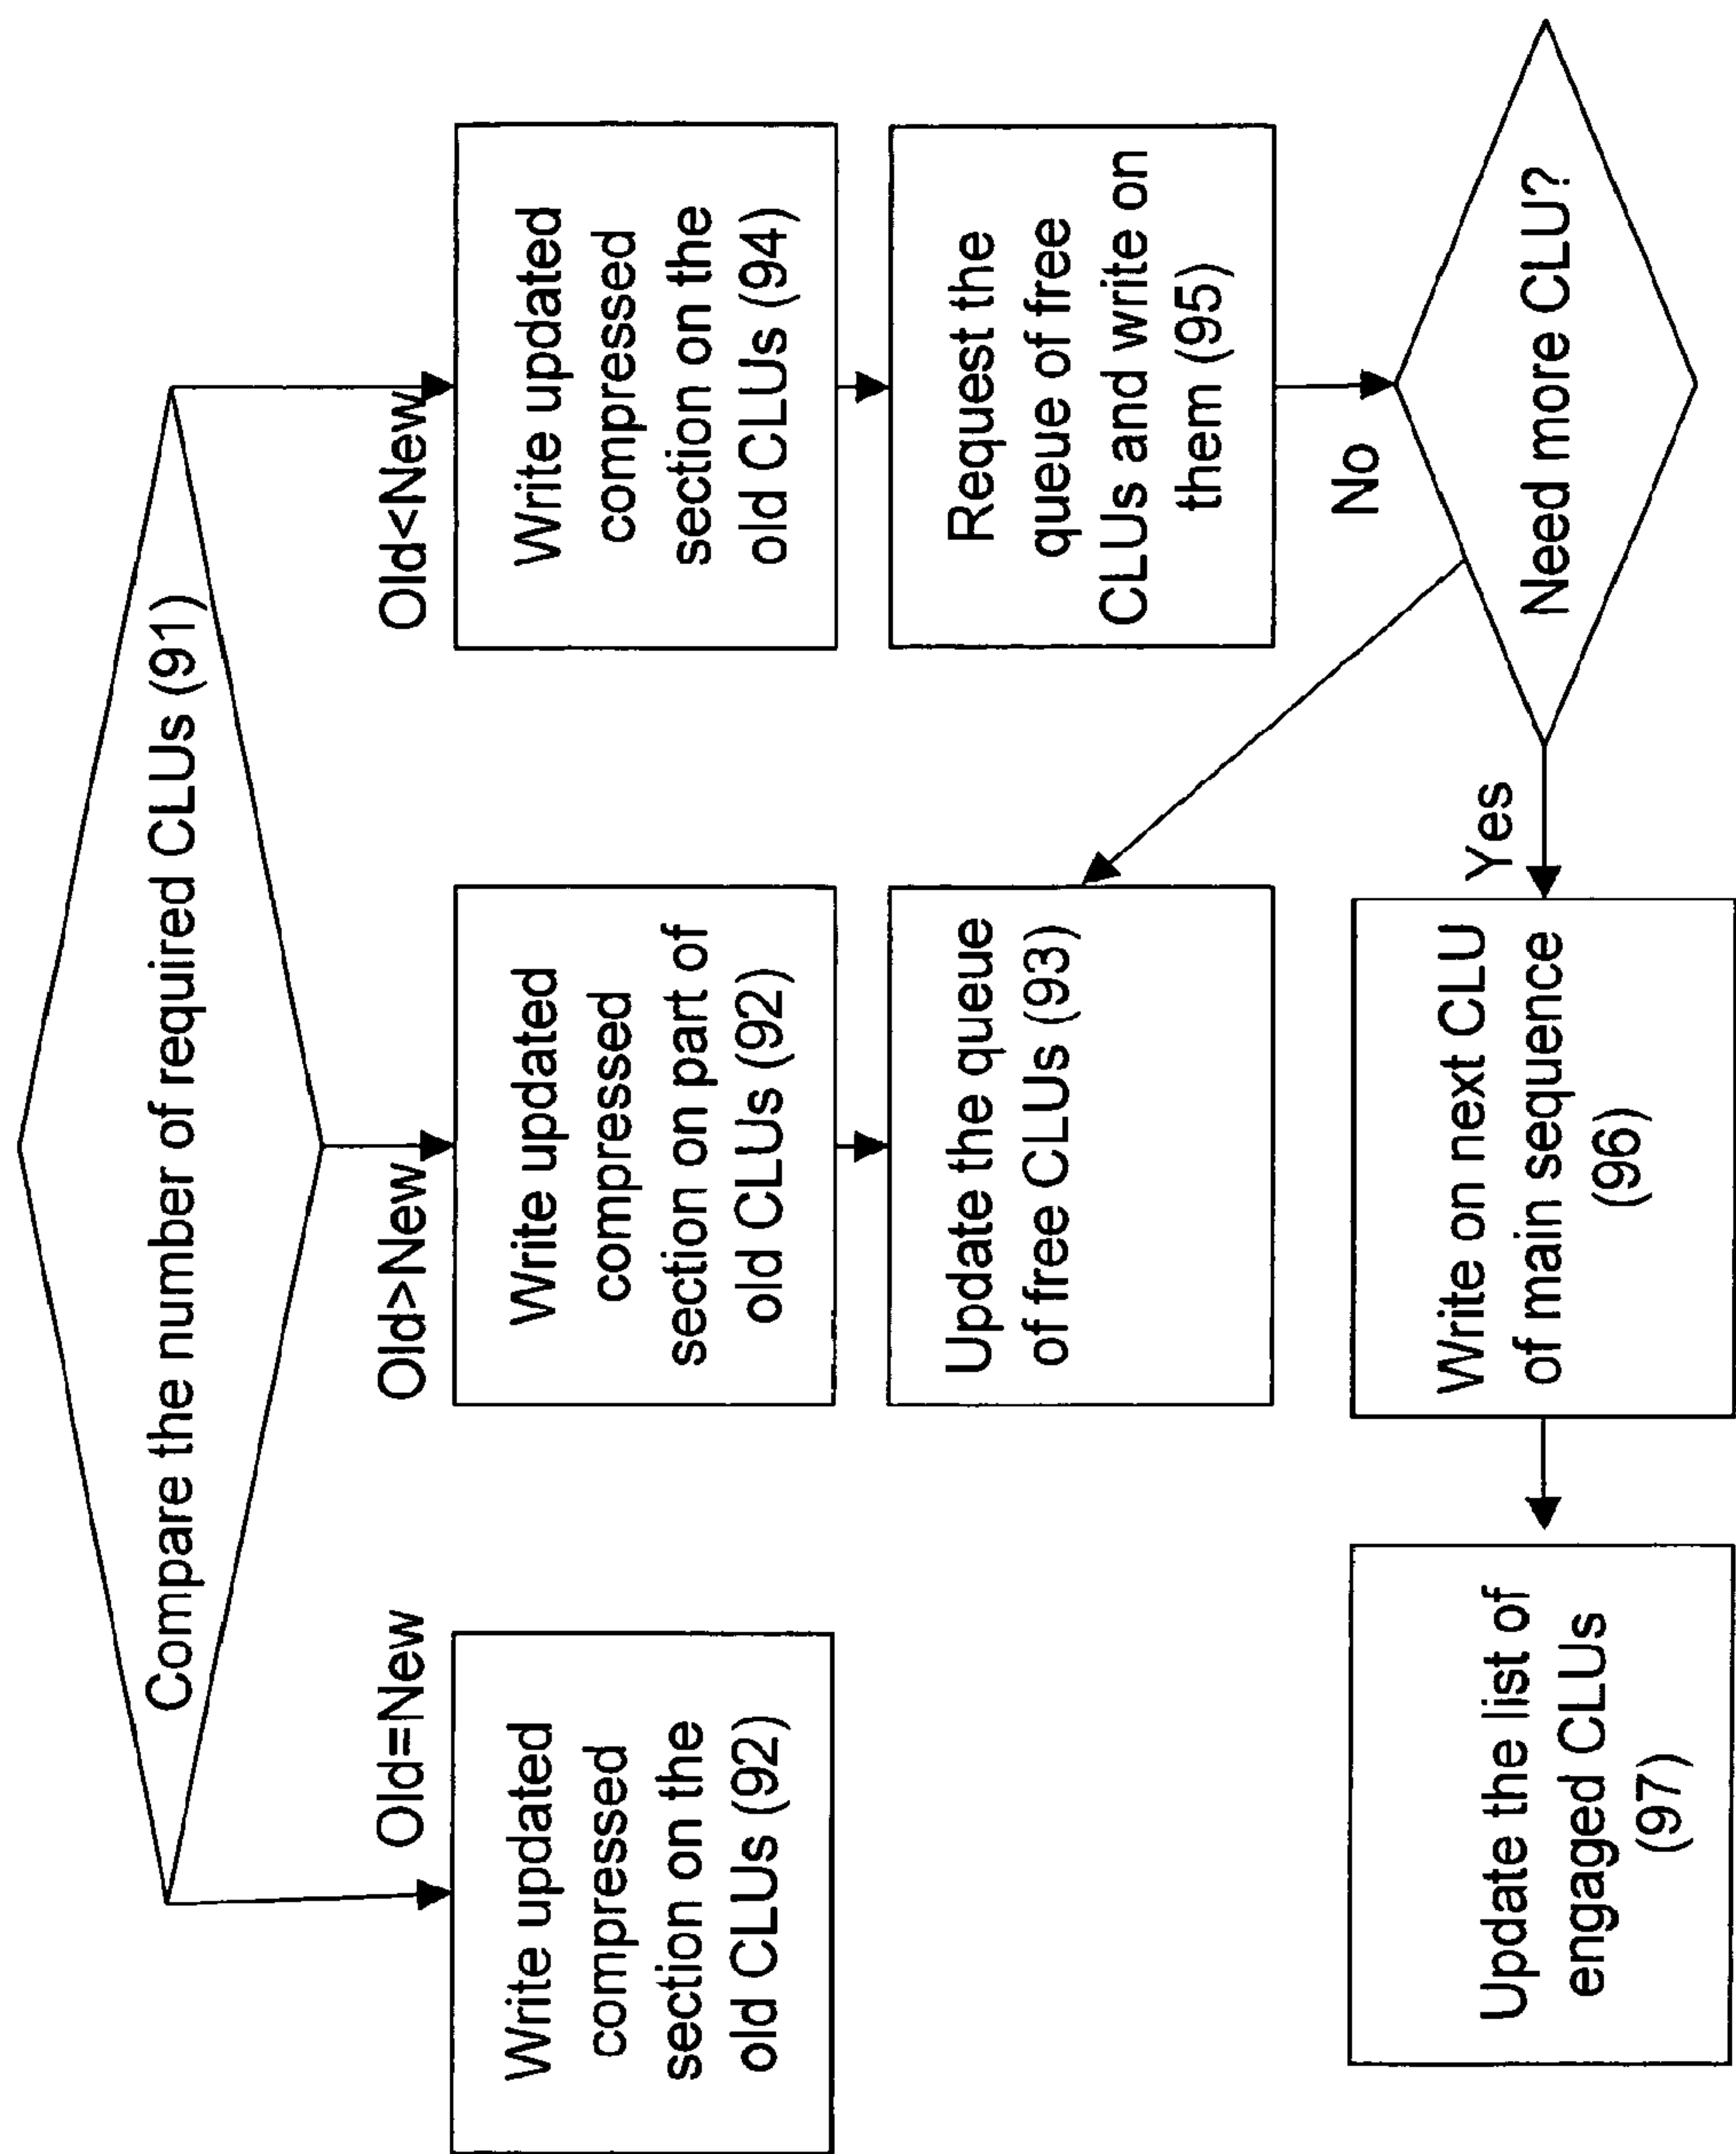 Compare the number of required CLUs (91)
Old=New
Old>New
Old<New
Write updated
compressed
section on the
old CLUs (92)
Write updated
compressed
section on part of
old CLUs (92)
Write updated
compressed
section on the
old CLUs (94)
Update the queue
of free CLUs (93)
Request the
queue of free
CLUs and write on
them (95)
No
Need more CLU?
Yes
Write on next CLU
of main sequence
(96)
Update the list of
engaged CLUs
(97)